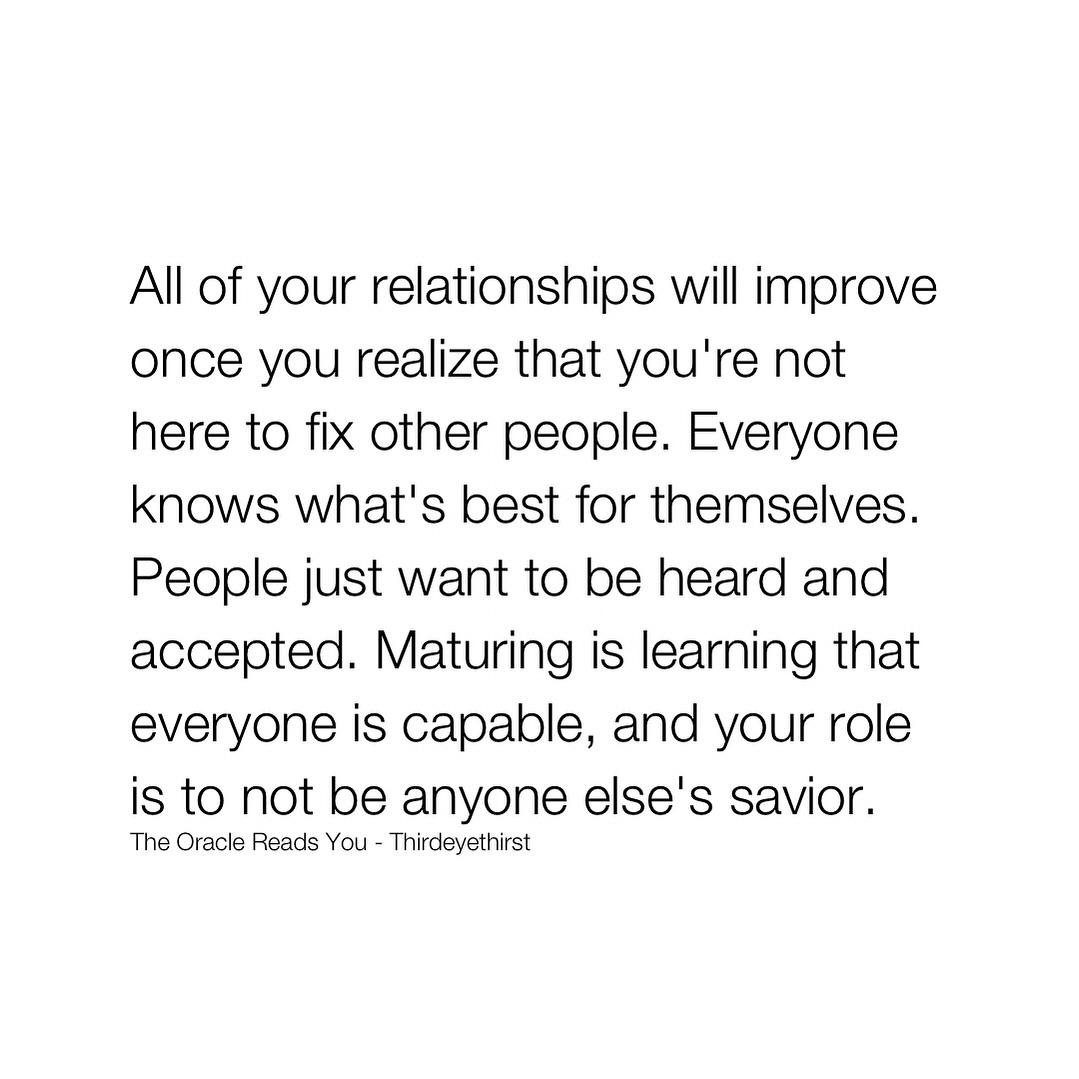 All of your relationships will improve
once you realize that you're not
here to fix other people. Everyone
knows what's best for themselves.
People just want to be heard and
accepted. Maturing is learning that
everyone is capable, and your role
is to not be anyone else's savior.
The Oracle Reads You - Thirdeyethirst